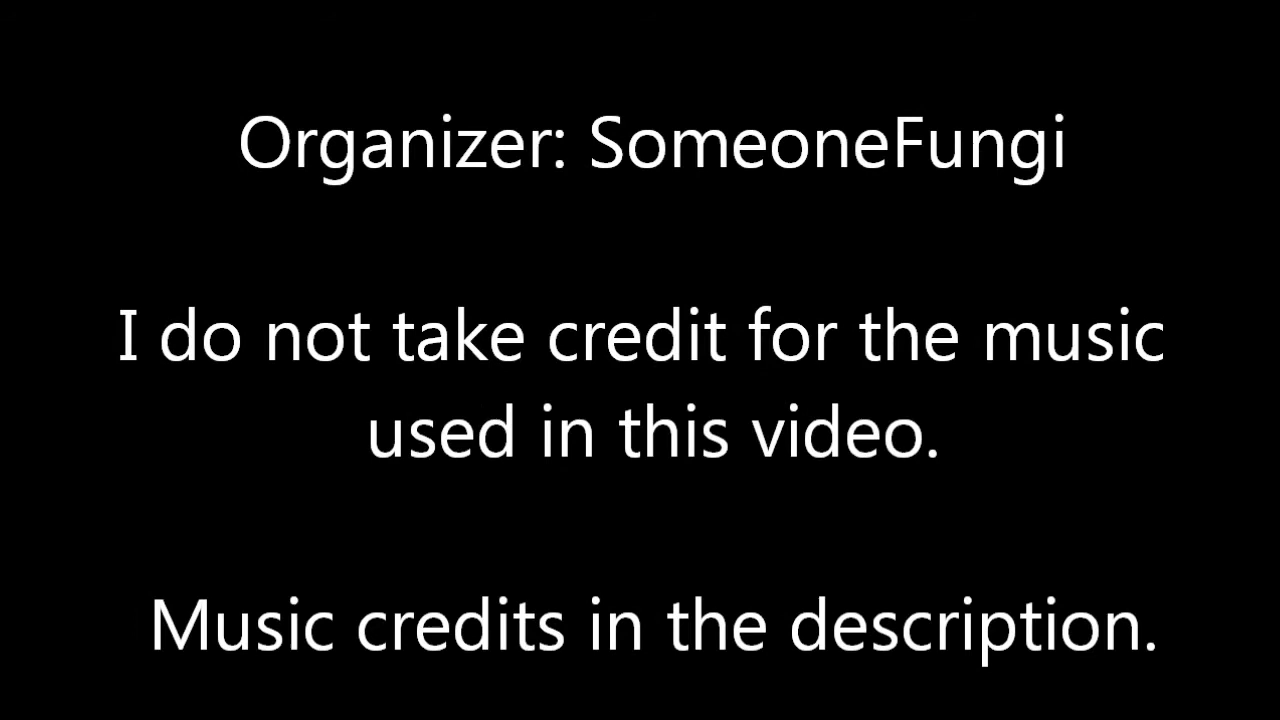 Organizer: SomeoneFungi
I do not take credit for the music
used in this video.
Music credits in the description.